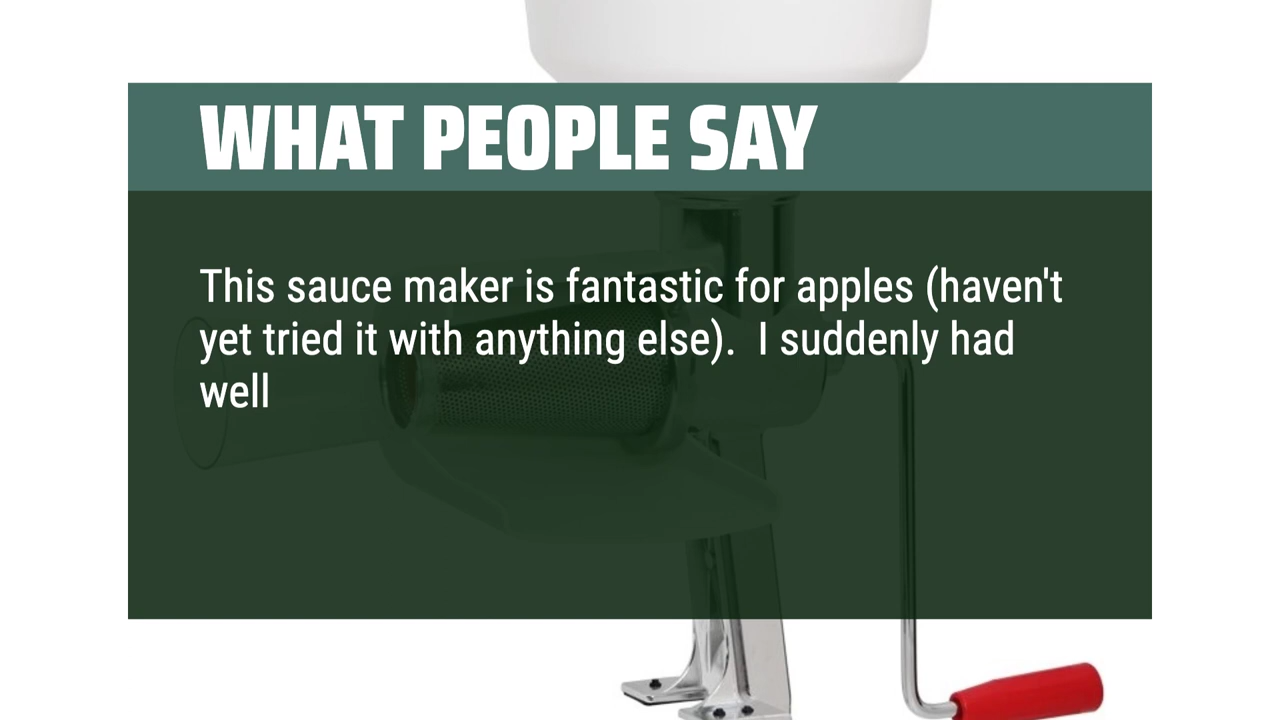 WHAT PEOPLE SAY
This sauce maker is fantastic for apples (haven't
yet tried it with anything else).  I suddenly had
well